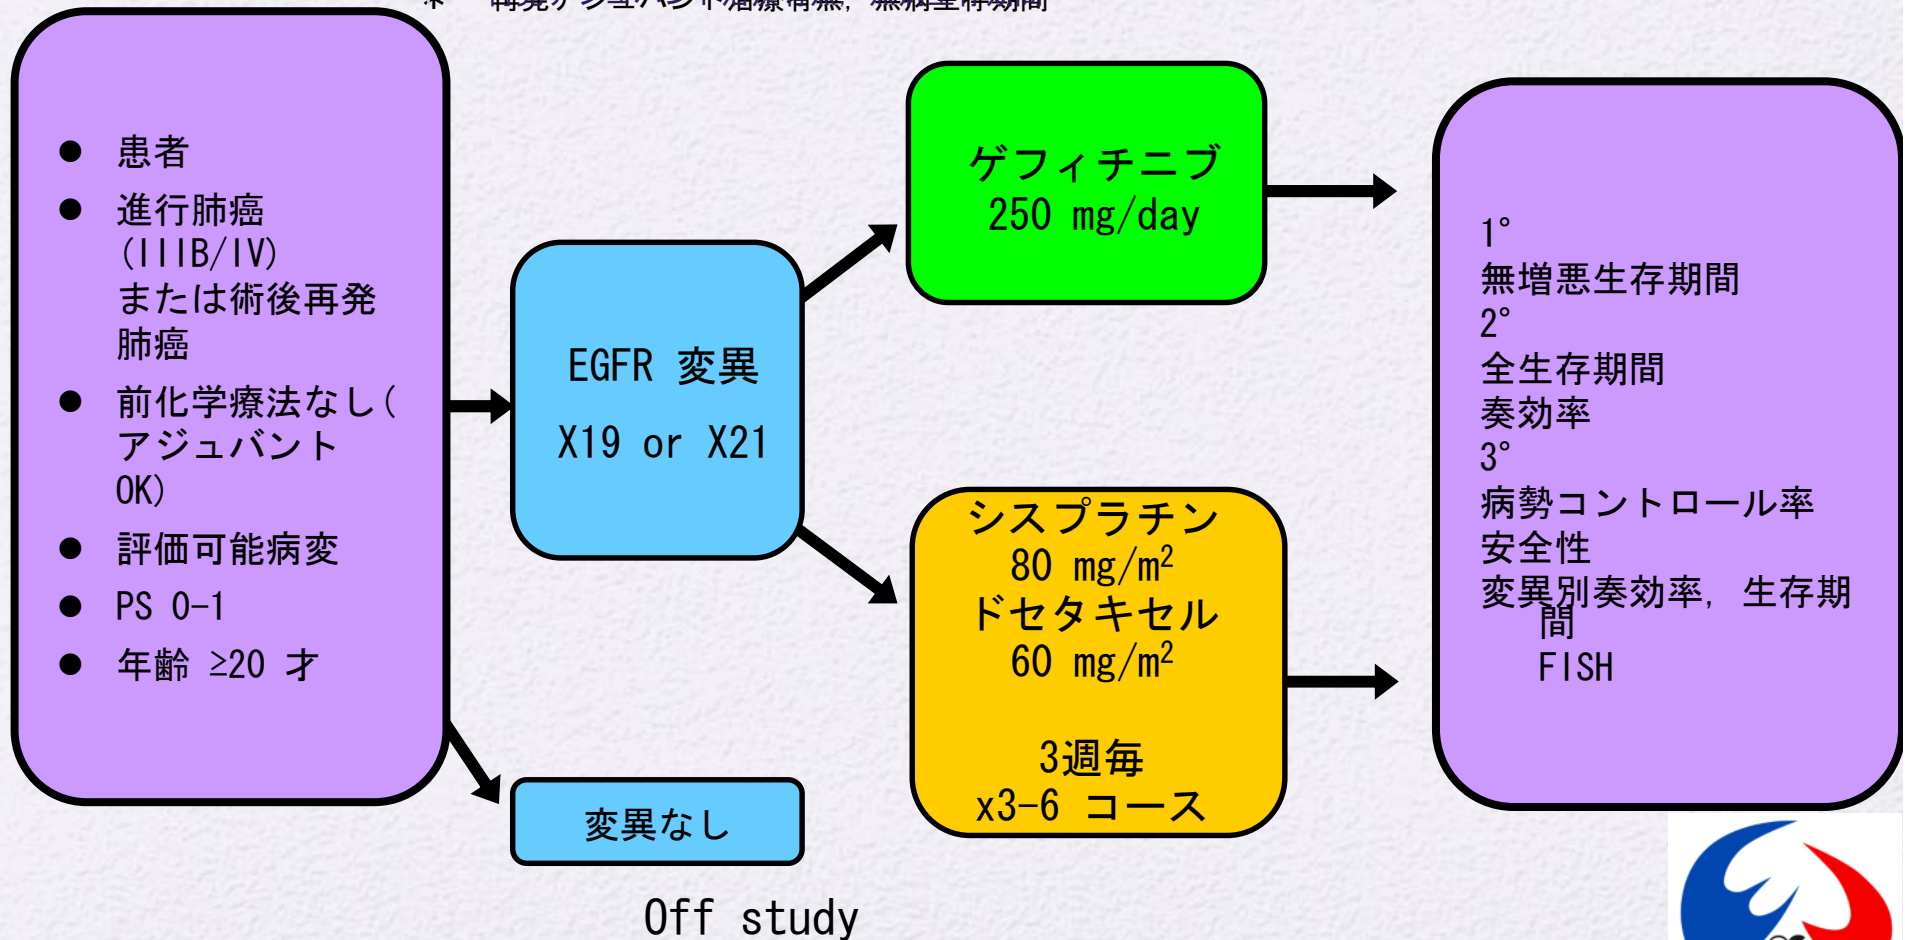 ● 患者
● 進行肺癌
(IIIB/IV)
または術後再発
肺癌
● 前化学療法なし(
アジュバント
OK)
● 評価可能病変
● PS 0-1
● 年齢 ≥20 才
EGFR 変異
X19 or X21
変異なし
Off study
ゲフィチニブ
250 mg/day
シスプラチン
80 mg/m²
ドセタキセル
60 mg/m²
3週毎
x3-6 コース
1°
無増悪生存期間
2°
全生存期間
奏効率
3°
病勢コントロール率
安全性
変異別奏効率, 生存期
間
FISH